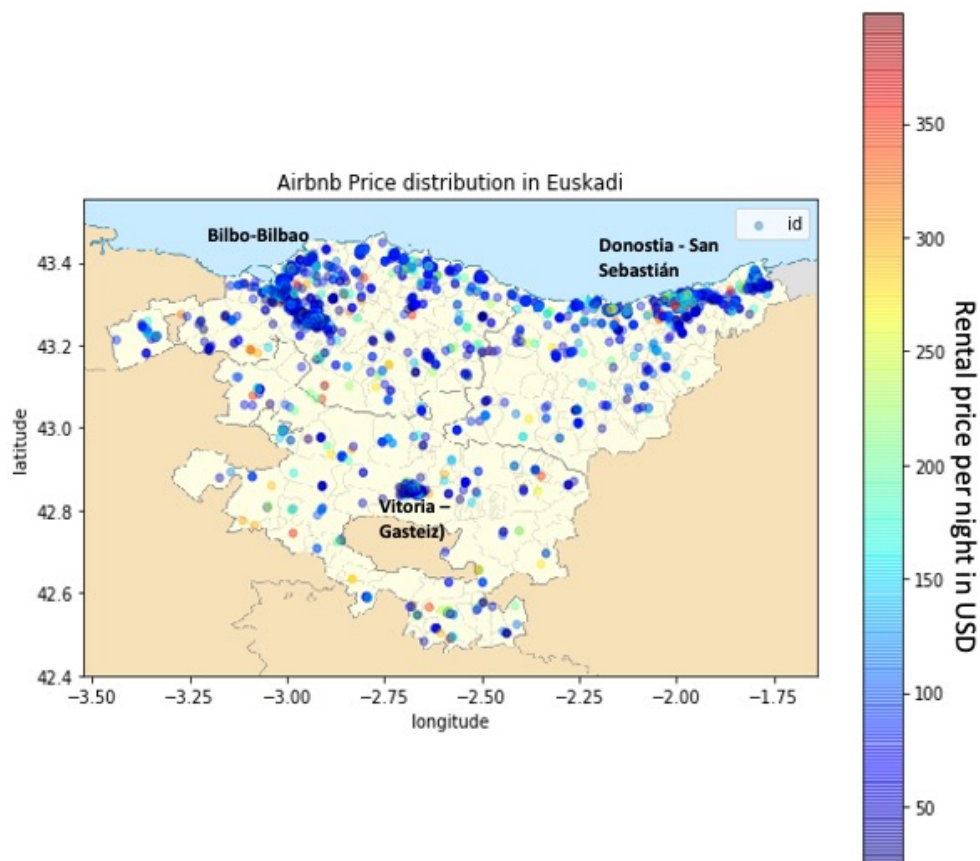 Airbnb Price distribution in Euskadi
id
Bilbo-Bilbao
Donostia - San
Sebastián
Vitoria –
Gasteiz)
latitude
43.4
43.2
43.0
42.8
42.6
42.4
−3.50
−3.25
−3.00
−2.75
−2.50
−2.25
−2.00
−1.75
longitude
350
300
250
200
150
100
50
Rental price per night in USD